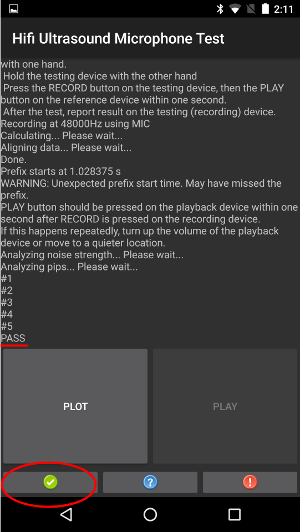 2:11
Hifi Ultrasound Microphone Test
with one hand.
Hold the testing device with the other hand
Press the RECORD button on the testing device, then the PLAY
button on the reference device within one second.
After the test, report result on the testing (recording) device.
Recording at 48000Hz using MIC
Calculating... Please wait...
Aligning data... Please wait...
Done.
Prefix starts at 1.028375 s
WARNING: Unexpected prefix start time. May have missed the
prefix.
PLAY button should be pressed on the playback device within one
second after RECORD is pressed on the recording device.
If this happens repeatedly, turn up the volume of the playback
device or move to a quieter location.
Analyzing noise strength... Please wait...
Analyzing pips... Please wait...
#1
#2
#3
#4
#5
PASS
PLOT
PLAY